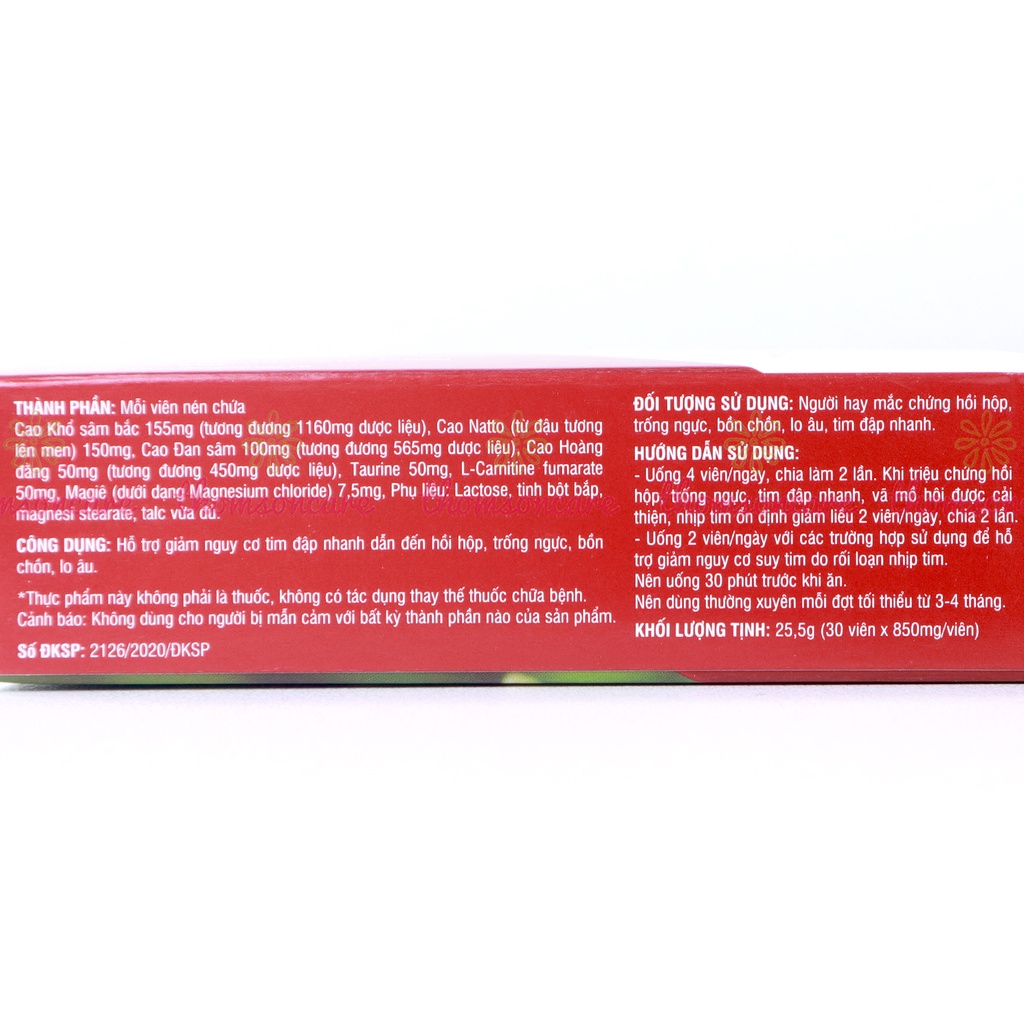 THÀNH PHẦN: Mỗi viên nén chứa
Cao Khổ sâm bắc 155mg (tương đương 1160mg dược liệu), Cao Natto (từ đậu tương
lên men) 150mg, Cao Đan sâm 100mg (tương đương 565mg dược liệu), Cao Hoàng
đằng 50mg (tương đương 450mg dược liệu), Taurine 50mg, L-Carnitine fumarate
50mg, Magiê (dưới dạng Magnesium chloride) 7,5mg, Phụ liệu: Lactose, tinh bột bắp,
magnesi stearate, talc vừa đủ.
CÔNG DỤNG: Hỗ trợ giảm nguy cơ tim đập nhanh dẫn đến hồi hộp, trống ngực, bồn
chồn, lo âu.
*Thực phẩm này không phải là thuốc, không có tác dụng thay thế thuốc chữa bệnh.
Cảnh báo: Không dùng cho người bị mẫn cảm với bất kỳ thành phần nào của sản phẩm.
Số ĐKSP: 2126/2020/ĐKSP
ĐỐI TƯỢNG SỬ DỤNG: Người hay mắc chứng hồi hộp,
trống ngực, bồn chồn, lo âu, tim đập nhanh.
HƯỚNG DẪN SỬ DỤNG:
- Uống 4 viên/ngày, chia làm 2 lần. Khi triệu chứng hồi
hộp, trống ngực, tim đập nhanh, vã mồ hôi được cải
thiện, nhịp tim ổn định giảm liều 2 viên/ngày, chia 2 lần.
- Uống 2 viên/ngày với các trường hợp sử dụng để hỗ
trợ giảm nguy cơ suy tim do rối loạn nhịp tim.
Nên uống 30 phút trước khi ăn.
Nên dùng thường xuyên mỗi đợt tối thiểu từ 3-4 tháng.
KHỐI LƯỢNG TỊNH: 25,5g (30 viên x 850mg/viên)